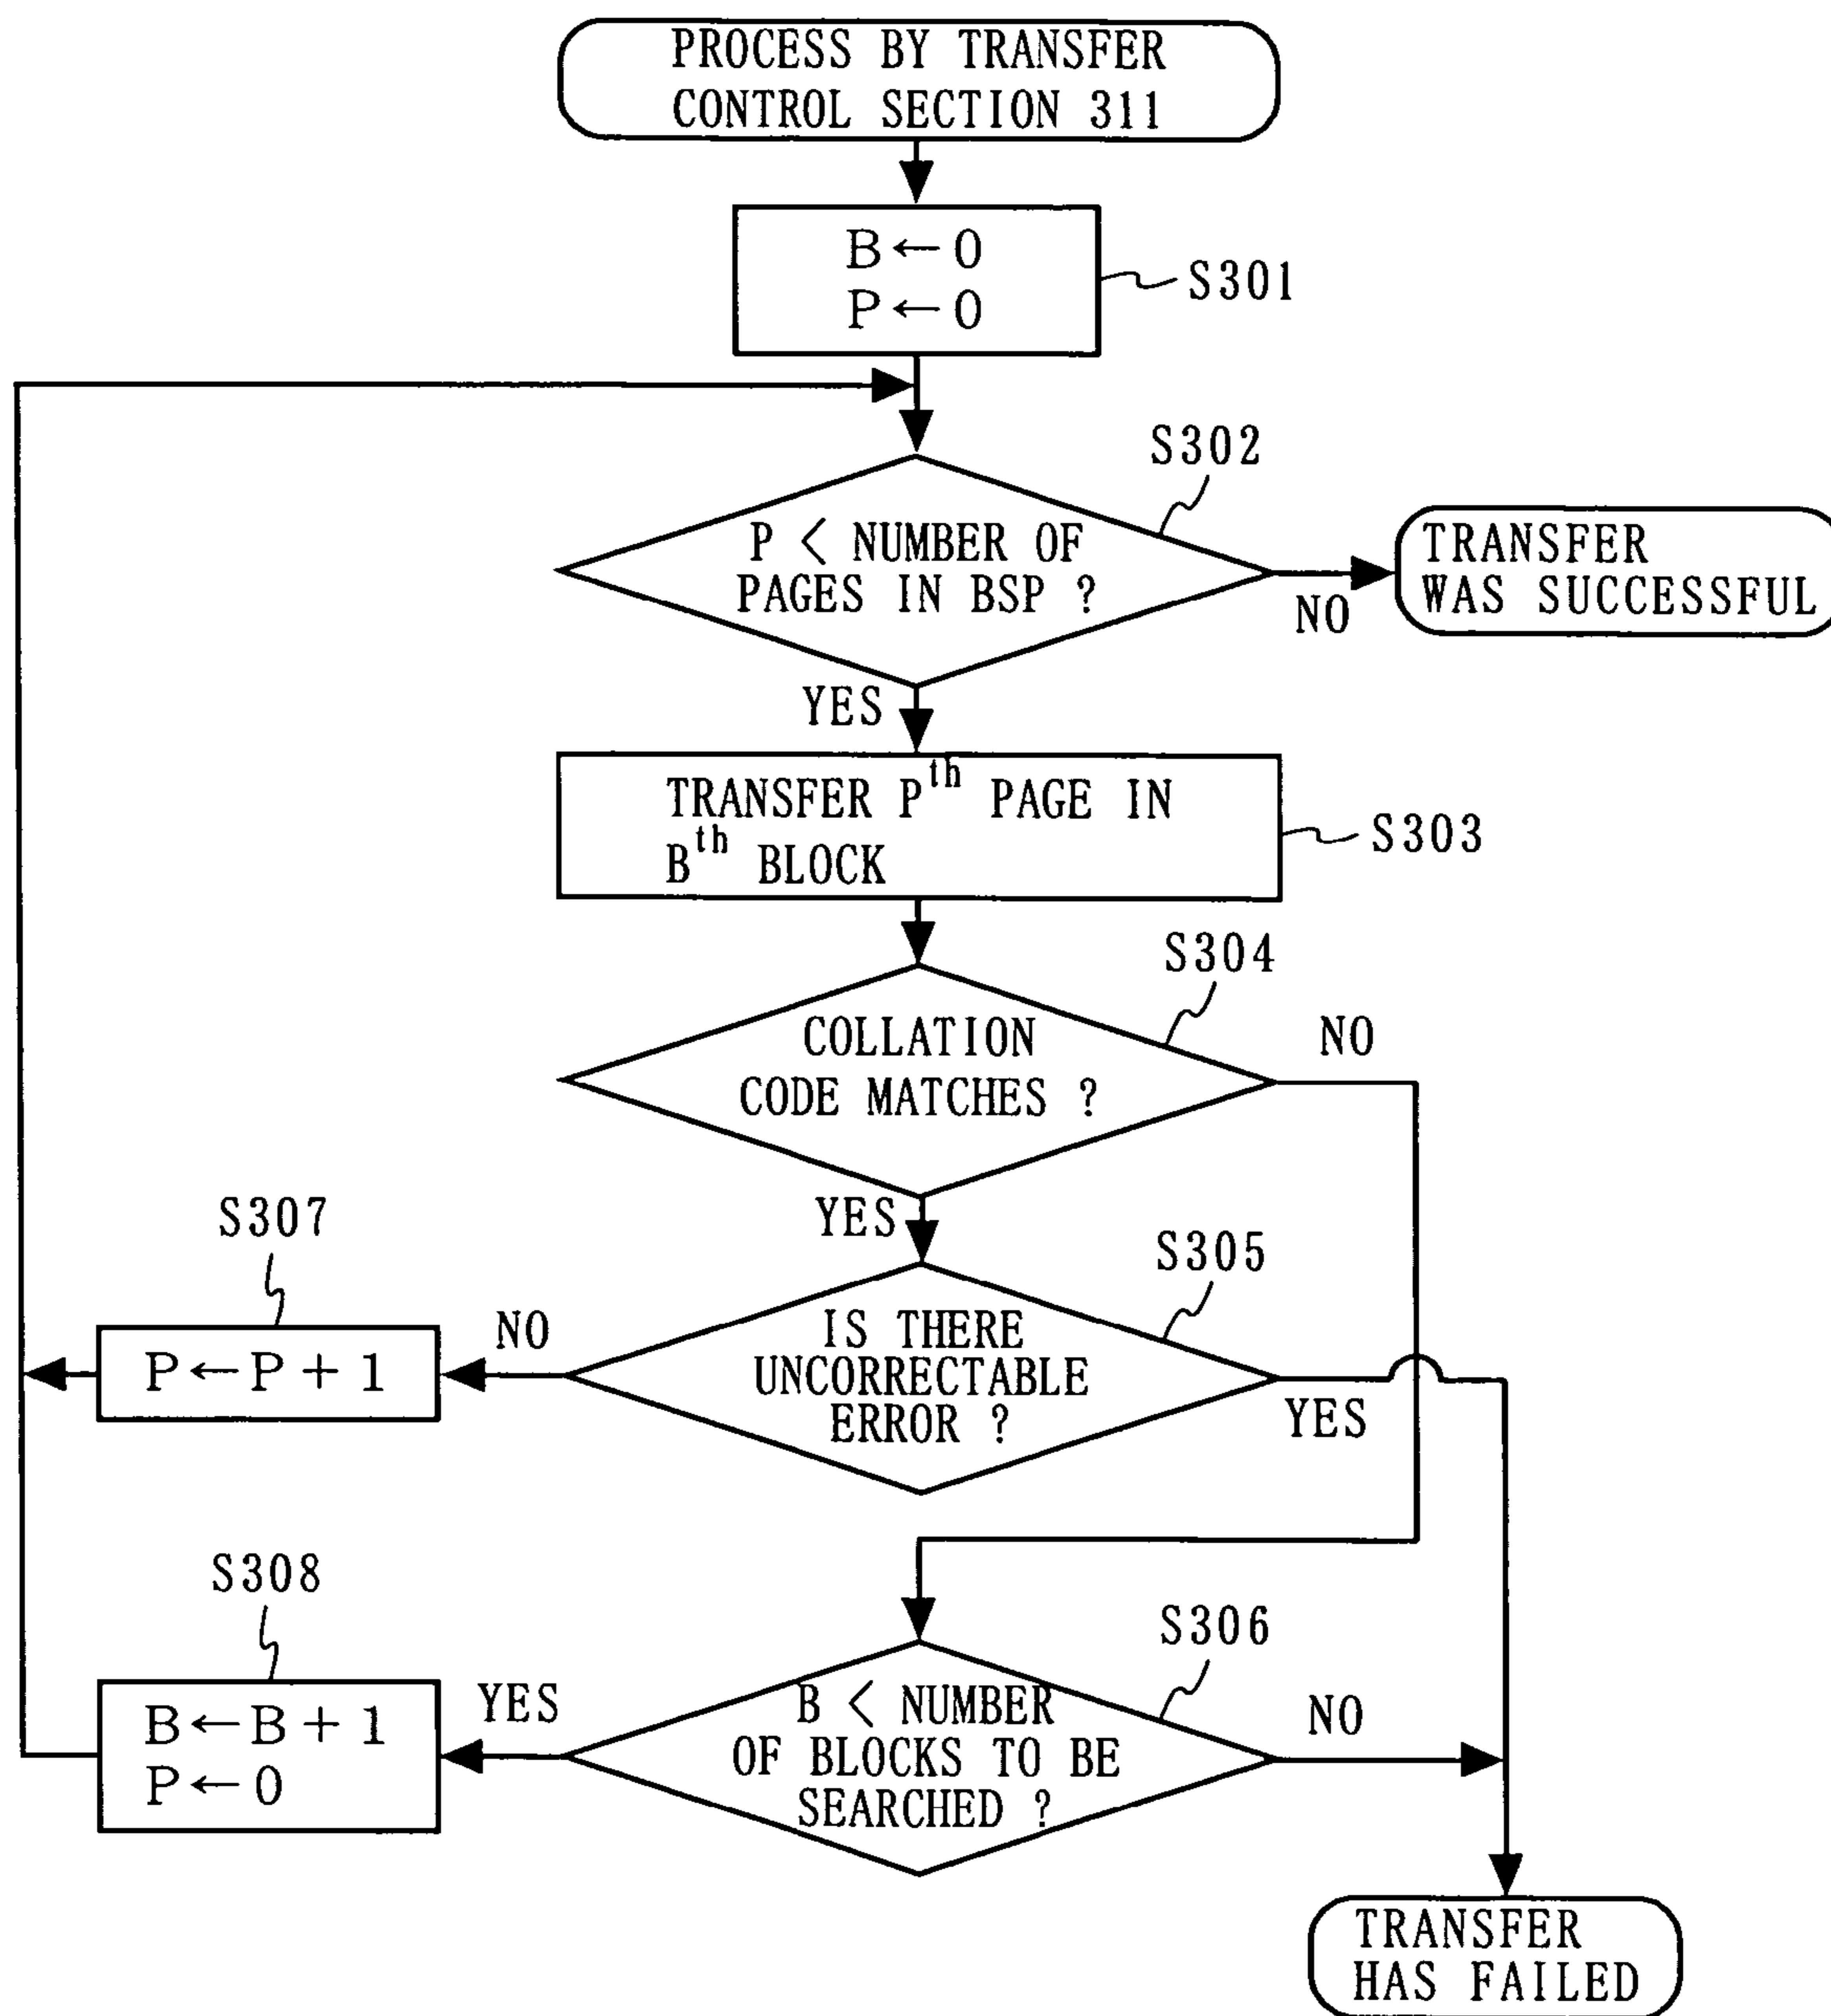 PROCESS BY TRANSFER
CONTROL SECTION 311
B←0
P←0
S301
S302
P < NUMBER OF
PAGES IN BSP ?
NO
TRANSFER
WAS SUCCESSFUL
YES
TRANSFER Pth PAGE IN
Bth BLOCK
S303
S304
COLLATION
CODE MATCHES ?
NO
YES
S305
IS THERE
UNCORRECTABLE
ERROR ?
NO
YES
S307
P←P+1
S306
B < NUMBER
OF BLOCKS TO BE
SEARCHED ?
YES
NO
S308
B←B+1
P←0
TRANSFER
HAS FAILED